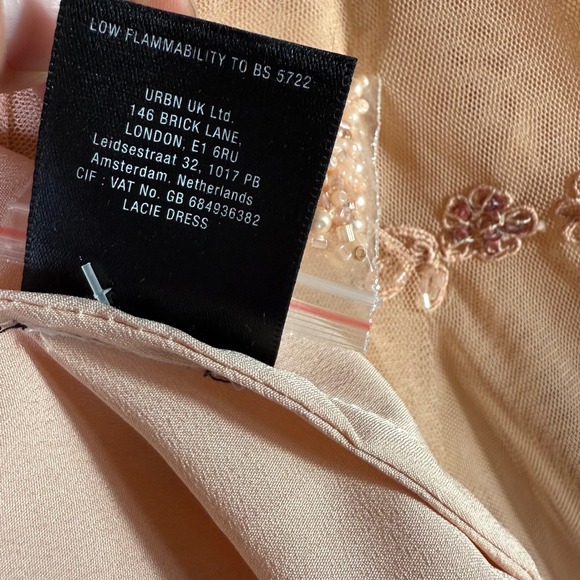 LOW FLAMMABILITY TO BS 5722
URBN UK Ltd.
146 BRICK LANE,
LONDON, E1 6RU
Leidsestraat 32, 1017 PB
Amsterdam, Netherlands
CIF : VAT No. GB 684936382
LACIE DRESS